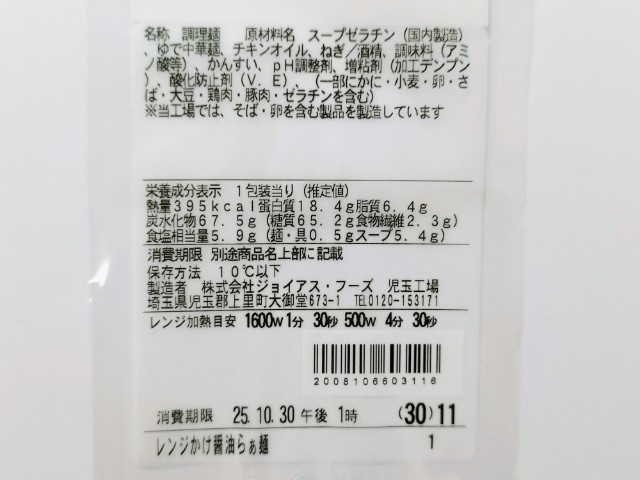 名称 調理麺 原材料名 スープゼラチン（国内製造）
、ゆで中華麺、チキンオイル、ねぎ／酒精、調味料（アミ
ノ酸等）、かんすい、ｐＨ調整剤、増粘剤（加工デンプン
）、酸化防止剤（Ｖ．Ｅ）、（一部にかに・小麦・卵・さ
ば・大豆・鶏肉・豚肉・ゼラチンを含む）
※当工場では、そば・卵を含む製品を製造しています
栄養成分表示 １包装当り（推定値）
熱量３９５ｋｃａｌ蛋白質１８．４ｇ脂質６．４ｇ
炭水化物６７．５ｇ（糖質６５．２ｇ食物繊維２．３ｇ）
食塩相当量５．９ｇ（麺・具０．５ｇスープ５．４ｇ）
消費期限 別途商品名上部に記載
保存方法 １０℃以下
製造者 株式会社ジョイアス・フーズ 児玉工場
埼玉県児玉郡上里町大御堂673-1 TEL0120-153171
レンジ加熱目安 1600W 1分 30秒 500W 4分 30秒
2008106603116
消費期限 25.10.30 午後 1時 (30)11
レンジかけ醤油らぁ麺 1